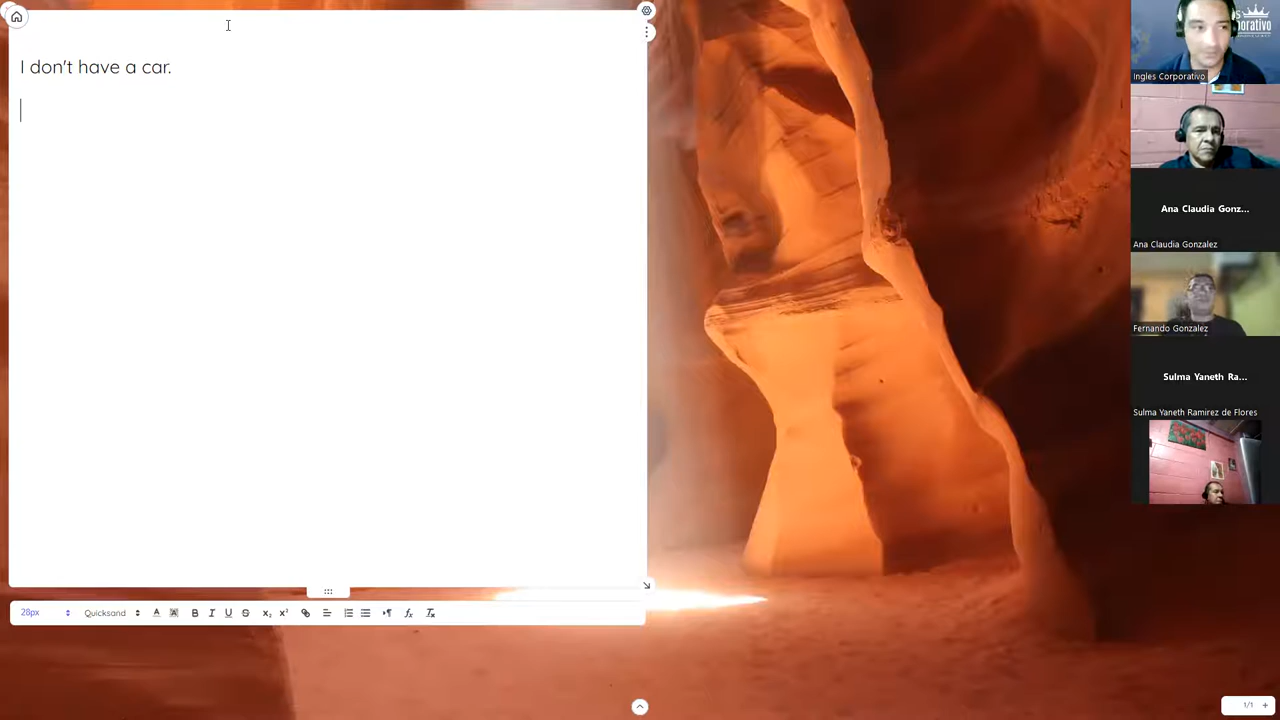 I don't have a car.
28px
Quicksand
1/1
orativo
Ingles Corporativo
Ana Claudia Gonz...
Ana Claudia Gonzalez
Fernando Gonzalez
Sulma Yaneth Ra...
Sulma Yaneth Ramirez de Flores